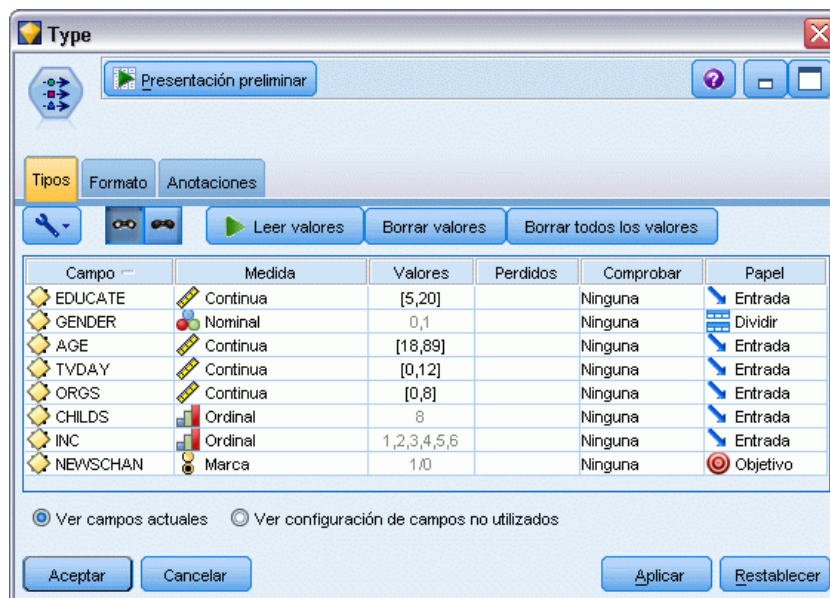 Type
Presentación preliminar
Tipos Formato Anotaciones
Leer valores Borrar valores Borrar todos los valores
Campo Medida Valores Perdidos Comprobar Papel
EDUCATE Continua [5,20] Ninguna Entrada
GENDER Nominal 0,1 Ninguna Dividir
AGE Continua [18,89] Ninguna Entrada
TVDAY Continua [0,12] Ninguna Entrada
ORGS Continua [0,8] Ninguna Entrada
CHILDS Ordinal 8 Ninguna Entrada
INC Ordinal 1,2,3,4,5,6 Ninguna Entrada
NEWSCHAN Marca 1/0 Ninguna Objetivo
Ver campos actuales Ver configuración de campos no utilizados
Aceptar Cancelar Aplicar Restablecer